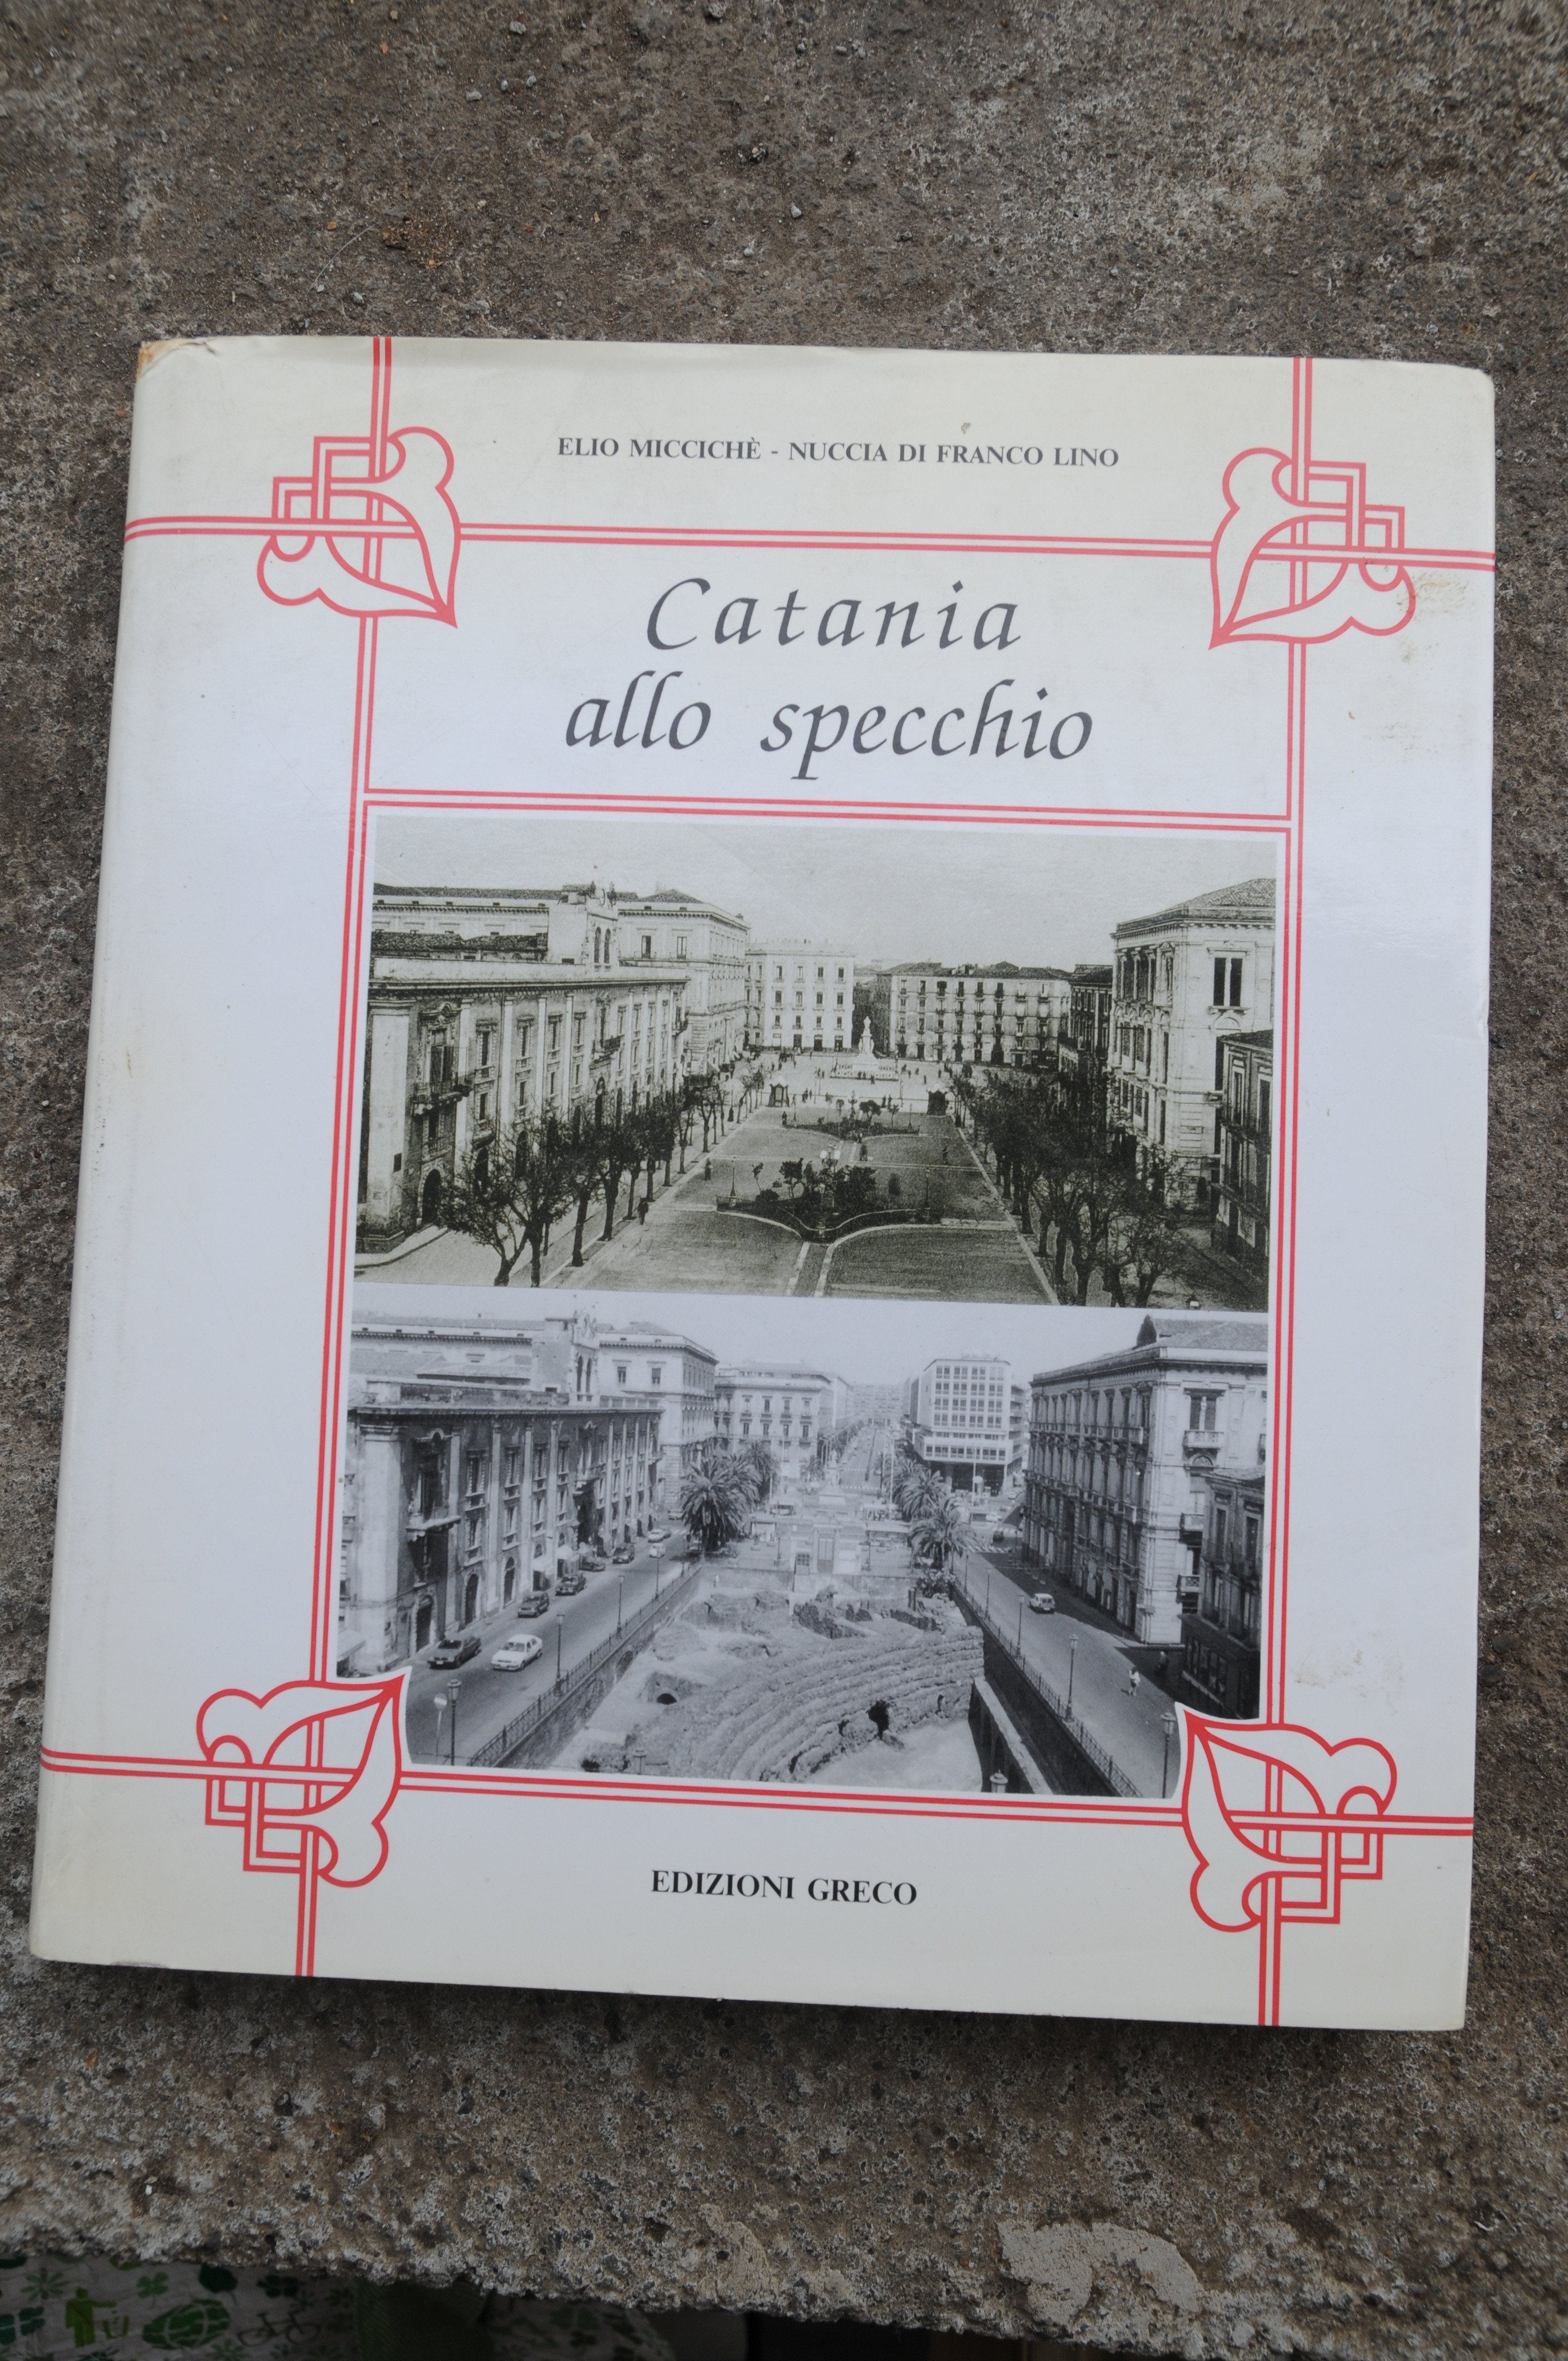 ELIO MICCICHÈ - NUCCIA DI FRANCO LINO
Catania
allo specchio
EDIZIONI GRECO